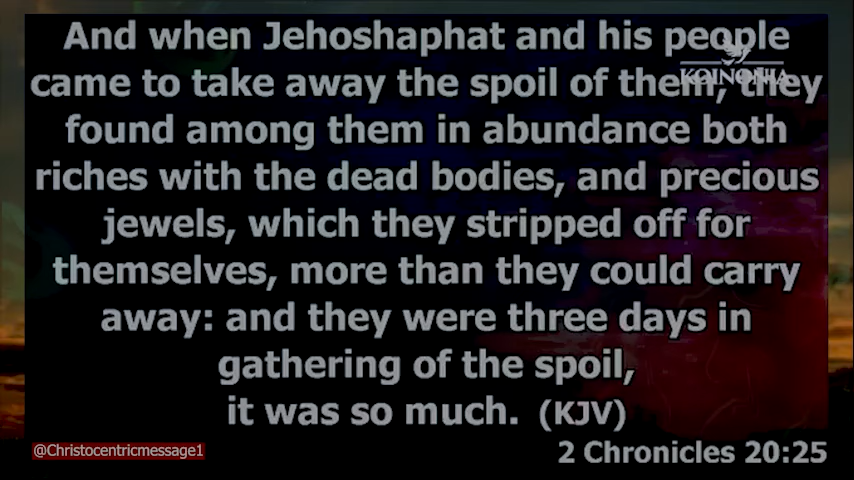 And when Jehoshaphat and his people
came to take away the spoil of them, they
found among them in abundance both
riches with the dead bodies, and precious
jewels, which they stripped off for
themselves, more than they could carry
away: and they were three days in
gathering of the spoil,
it was so much. (KJV)
2 Chronicles 20:25
@Christocentricmessage1
KOINONIA